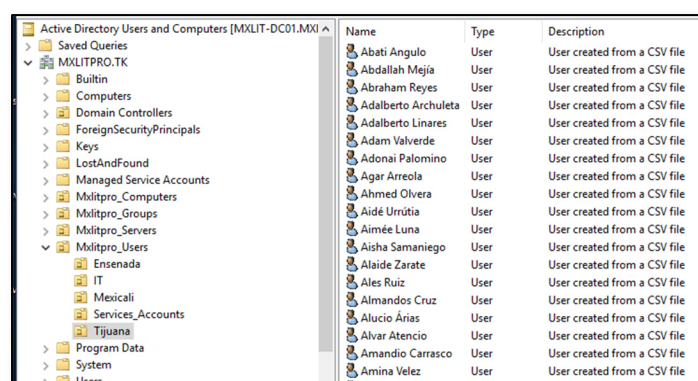 Active Directory Users and Computers [MXLIT-DC01.MXI
Saved Queries
MXLITPRO.TK
Builtin
Computers
Domain Controllers
ForeignSecurityPrincipals
Keys
LostAndFound
Managed Service Accounts
Mxlitpro_Computers
Mxlitpro_Groups
Mxlitpro_Servers
Mxlitpro_Users
Ensenada
IT
Mexicali
Services_Accounts
Tijuana
Program Data
System
Users
Name Type Description
Abati Angulo User User created from a CSV file
Abdallah Mejía User User created from a CSV file
Abraham Reyes User User created from a CSV file
Adalberto Archuleta User User created from a CSV file
Adalberto Linares User User created from a CSV file
Adam Valverde User User created from a CSV file
Adonai Palomino User User created from a CSV file
Agar Arreola User User created from a CSV file
Ahmed Olvera User User created from a CSV file
Aidé Urrútia User User created from a CSV file
Aimée Luna User User created from a CSV file
Aisha Samaniego User User created from a CSV file
Alaide Zarate User User created from a CSV file
Ales Ruiz User User created from a CSV file
Almandos Cruz User User created from a CSV file
Alucio Árias User User created from a CSV file
Alvar Atencio User User created from a CSV file
Amandio Carrasco User User created from a CSV file
Amina Velez User User created from a CSV file